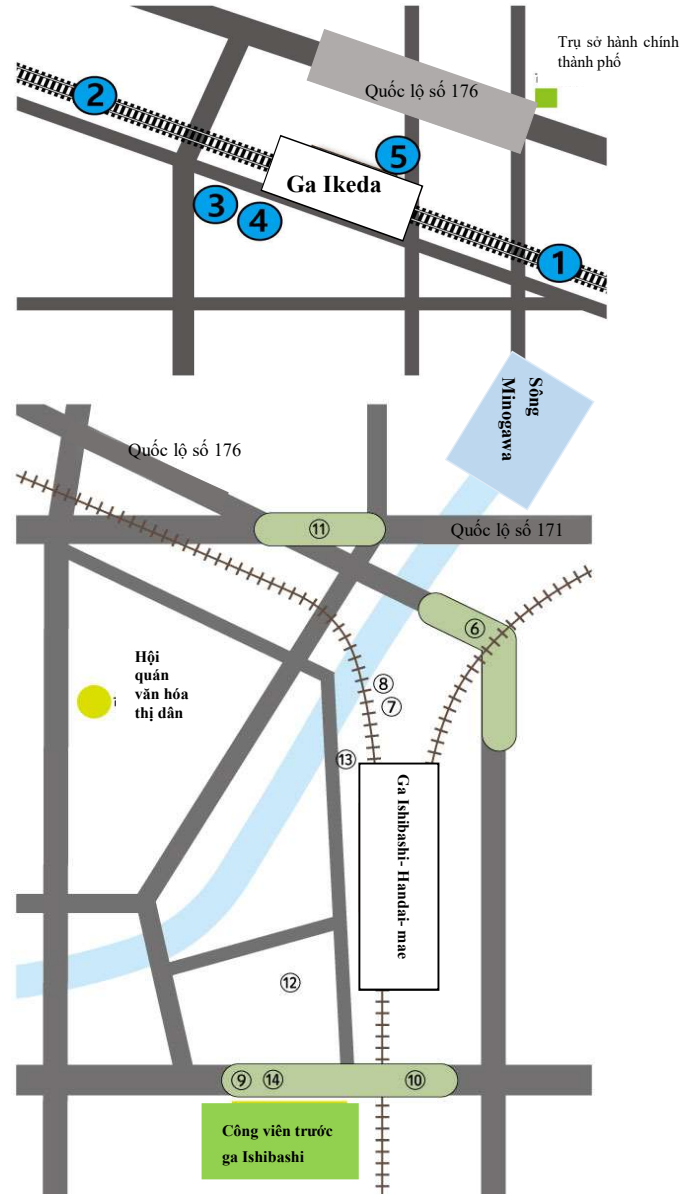 Trụ sở hành chính
thành phố
Quốc lộ số 176
2
5
Ga Ikeda
3
4
1
Sông
Minogawa
Quốc lộ số 176
⑪
Quốc lộ số 171
⑥
Hội
quán
văn hóa
thị dân
⑧
⑦
⑬
Ga Ishibashi- Handai- mae
⑫
⑨
⑭
⑩
Công viên trước
ga Ishibashi